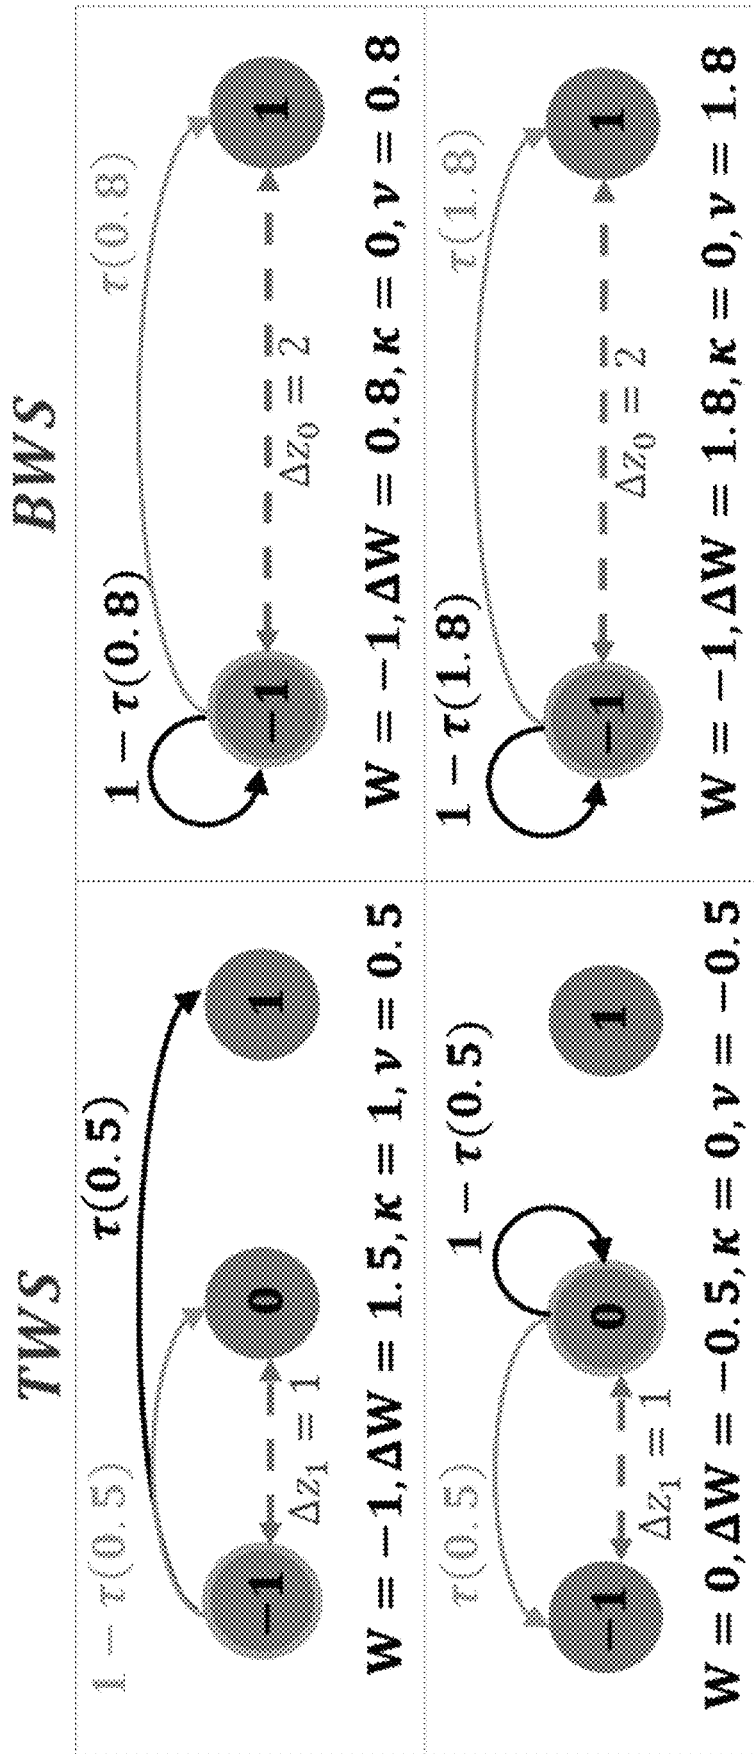 TWS
BWS
1 − τ(0.5)
τ(0.5)
−1
0
1
Δz₁ = 1
W = −1, ΔW = 1.5, κ = 1, ν = 0.5
1 − τ(0.8)
τ(0.8)
−1
1
Δz₀ = 2
W = −1, ΔW = 0.8, κ = 0, ν = 0.8
τ(0.5)
1 − τ(0.5)
−1
0
1
Δz₁ = 1
W = 0, ΔW = −0.5, κ = 0, ν = −0.5
1 − τ(1.8)
τ(1.8)
−1
1
Δz₀ = 2
W = −1, ΔW = 1.8, κ = 0, ν = 1.8